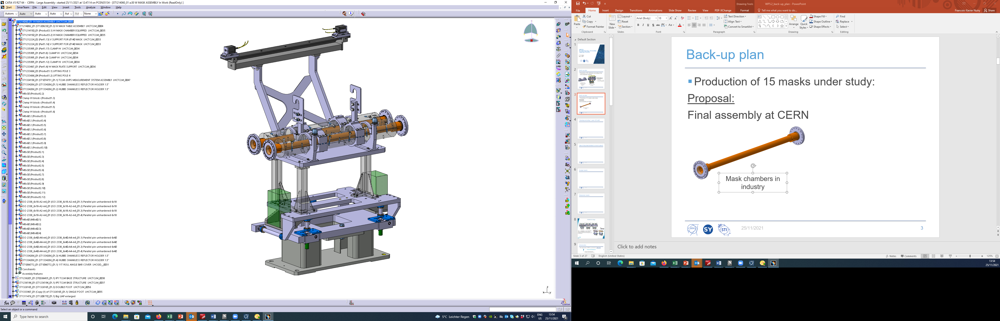 CATIA V5 R27 64 - CERN : Large Assembly : started 25/11/2021 at 12:47:14 on PCEN35134 - [ST1214060_01 a.00 W MASK ASSEMBLY In Work (ReadOnly) ]
Start SmarTeam File Edit View Insert Tools Analyze Window Help
Autom Auto Auto Auto Aut Aut None
ST1214060_01 W MASK ASSEMBLY LHCTCLM_0002
ST1214062_01 (ST1206230_01.3) W MASK TABLE ASSEMBLY LHCTCLM_0004
ST1214150_01 (Product3.1) W MASK CHAMBER EQUIPPED LHCTCLM_0035
ST1214150_01 (Product3.2) W MASK CHAMBER EQUIPPED LHCTCLM_0035
ST1212224_02 (Part1.13) V SUPPORT FOR Ø140 MASK LHCTCLM_0033
ST1212224_02 (Part1.16) V SUPPORT FOR Ø140 MASK LHCTCLM_0033
ST1235995_01 (Part1.17) CLAMP W LHCTCLM_0034
ST1235995_01 (Part1.8) CLAMP W LHCTCLM_0034
ST1235995_01 (Part1.9) CLAMP W LHCTCLM_0034
ST1235995_01 (Part1.12) CLAMP W LHCTCLM_0034
ST1233467_01 (Part1.4) W MASK PLATE SUPPORT LHCTCLM_0036
ST1233666_03 (Product1.1) LIFTING POLE 3
ST1233666_04 (Product1.2) LIFTING POLE 4
ST1334196_01 (ST1074751_01.1) TCLM cWPS MEASUREMENT SYSTEM ASSEMBLY LHCTCLM_0047
ST1334286_01 (ST1334286_01.1) HUBBS SHANKLESS REFLECTOR HOLDER 1.5"
ST1334286_01 (ST1334286_01.2) HUBBS SHANKLESS REFLECTOR HOLDER 1.5"
M8x30 (Product2.2)
Clamp W blocks (Product1.3)
Clamp W blocks (Product1.4)
Clamp W blocks (Product1.5)
Clamp W blocks (Product1.6)
M8x60 2 (Product3.3)
M8x60 2 (Product3.4)
M8x60 2 (Product3.5)
M8x60 2 (Product3.6)
M8x60 2 (Product3.7)
M8x60 2 (Product3.8)
M8x60 2 (Product3.9)
M8x60 2 (Product3.10)
M8x30 (Product2.1)
M8x30 (Product2.3)
M8x30 (Product2.4)
M8x30 (Product2.5)
M8x30 (Product2.6)
M8x30 (Product2.7)
M8x30 (Product2.8)
M8x30 (Product2.9)
M8x30 (Product2.10)
M8x30 (Product2.11)
M8x30 (Product2.12)
ISO 2338_6x18-A2-m6_01 (ISO 2338_6x18-A2-m6_01.1) Parallel pin unhardened 6x18
ISO 2338_6x18-A2-m6_01 (ISO 2338_6x18-A2-m6_01.2) Parallel pin unhardened 6x18
ISO 2338_6x18-A2-m6_01 (ISO 2338_6x18-A2-m6_01.3) Parallel pin unhardened 6x18
ISO 2338_6x18-A2-m6_01 (ISO 2338_6x18-A2-m6_01.4) Parallel pin unhardened 6x18
M8x60 (M8x60.1)
M8x60 (M8x60.2)
M8x60 (M8x60.3)
M8x60 (M8x60.4)
ISO 2338_6x40-A4-m6_01 (ISO 2338_6x40-A4-m6_01.1) Parallel pin unhardened 6x40
ISO 2338_6x40-A4-m6_01 (ISO 2338_6x40-A4-m6_01.2) Parallel pin unhardened 6x40
ISO 2338_6x40-A4-m6_01 (ISO 2338_6x40-A4-m6_01.3) Parallel pin unhardened 6x40
ISO 2338_6x40-A4-m6_01 (ISO 2338_6x40-A4-m6_01.4) Parallel pin unhardened 6x40
ST1334286_01 (ST1334286_01.3) HUBBS SHANKLESS REFLECTOR HOLDER 1.5"
ST1334286_01 (ST1334286_01.4) HUBBS SHANKLESS REFLECTOR HOLDER 1.5"
ST1066772_01 (ST1066772_01.1) 11T ROLL ANGLE BAR COVER LHCGID__0031
Constraints
Assembly features
ST1236201_01 (ST0266435_01.1) IP1 TCLM BASE STRUCTURE LHCTCLM_0038
ST1236196_01 (ST1236196_01.1) IP5 TCLM BASE STRUCTURE LHCTCLM_0037
ST1326165_01 (ST1326165_01.3) DOUBLE FOOT LHCTCLM_0056
ST1333967_01 (Copy (1) of ST1326165_01.1) SINGLE FOOT LHCTCLM_0055
ST1311476_01 (ST1208770_01.1) Big UAP enlarged
z
x y
CATIA
Select an object or a command
Type here to search
5°C Leichter Regen
ENG
US
13:54
25/11/2021
Drawing Tools
WP5.2_back-up_plan - PowerPoint
File Home Insert Design Transitions Animations Slide Show Review View PDF-XChange Format Tell me what you want to do...
Francois-Xavier Nuiry Share
Paste
Cut
Copy
Format Painter
Clipboard
New
Slide
Layout
Reset
Section
Slides
Arial (Body) 18
B I U S abc AV Aa A
Font
Text Direction
Align Text
Convert to SmartArt
Paragraph
Arrange
Quick
Styles
Shape Fill
Shape Outline
Shape Effects
Drawing
Find
Replace
Select
Editing
Default Section
1
2
3
4
5
6
7
8
9
Back-up plan
Production of 15 masks under study:
Proposal:
Final assembly at CERN
Mask chambers in
industry
CERN
SY
STI
25/11/2021
3
Click to add notes
Slide 3 of 27 English (United States)
Notes Comments 125%
13:54
25/11/2021